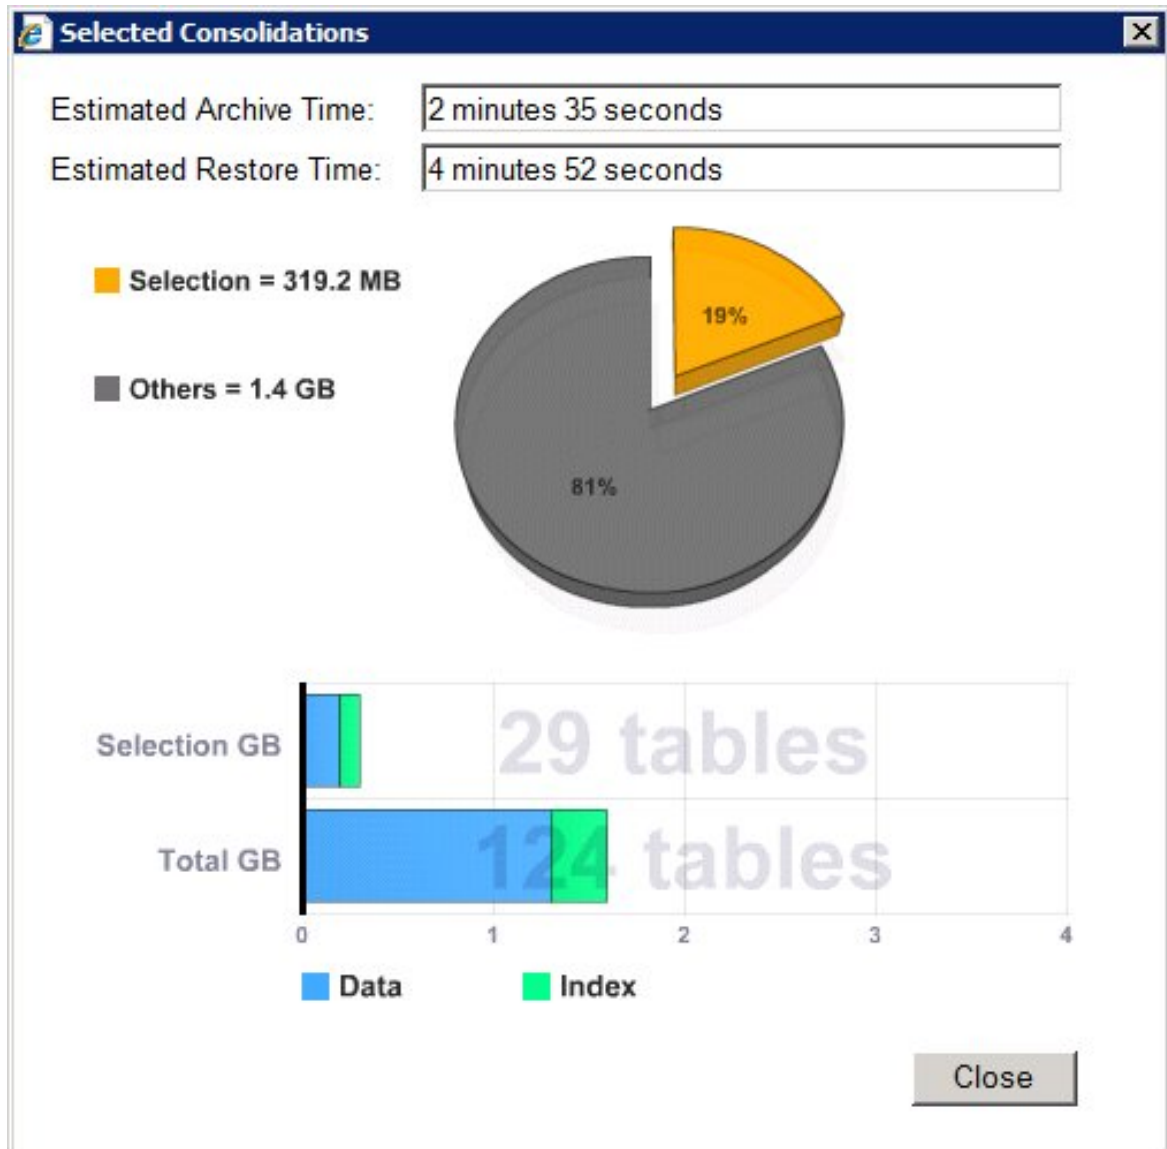 Selected Consolidations
Estimated Archive Time: 2 minutes 35 seconds
Estimated Restore Time: 4 minutes 52 seconds
Selection = 319.2 MB
19%
Others = 1.4 GB
81%
Selection GB 29 tables
Total GB 124 tables
0 1 2 3 4
Data Index
Close